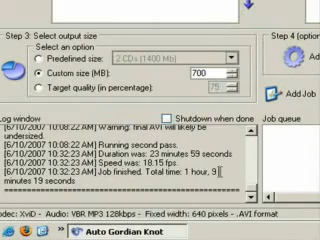 Step 3: Select output size
Step 4 (option
Select an option
Predefined size:
2 CDs (1400 Mb)
Custom size (MB):
700
Ad
Target quality (in percentage):
75
Add Job
Log window
Shutdown when done
Job queue
[6/10/2007 10:08:22 AM] Warning: final AVI will likely be
undersized.
[6/10/2007 10:08:22 AM] Running second pass.
[6/10/2007 10:32:23 AM] Duration was: 23 minutes 59 seconds
[6/10/2007 10:32:23 AM] Speed was: 18.15 fps.
[6/10/2007 10:32:23 AM] Job finished. Total time: 1 hour, 9
minutes 19 seconds
odec: XviD - Audio: VBR MP3 128kbps - Fixed width: 640 pixels - .AVI format
Auto Gordian Knot